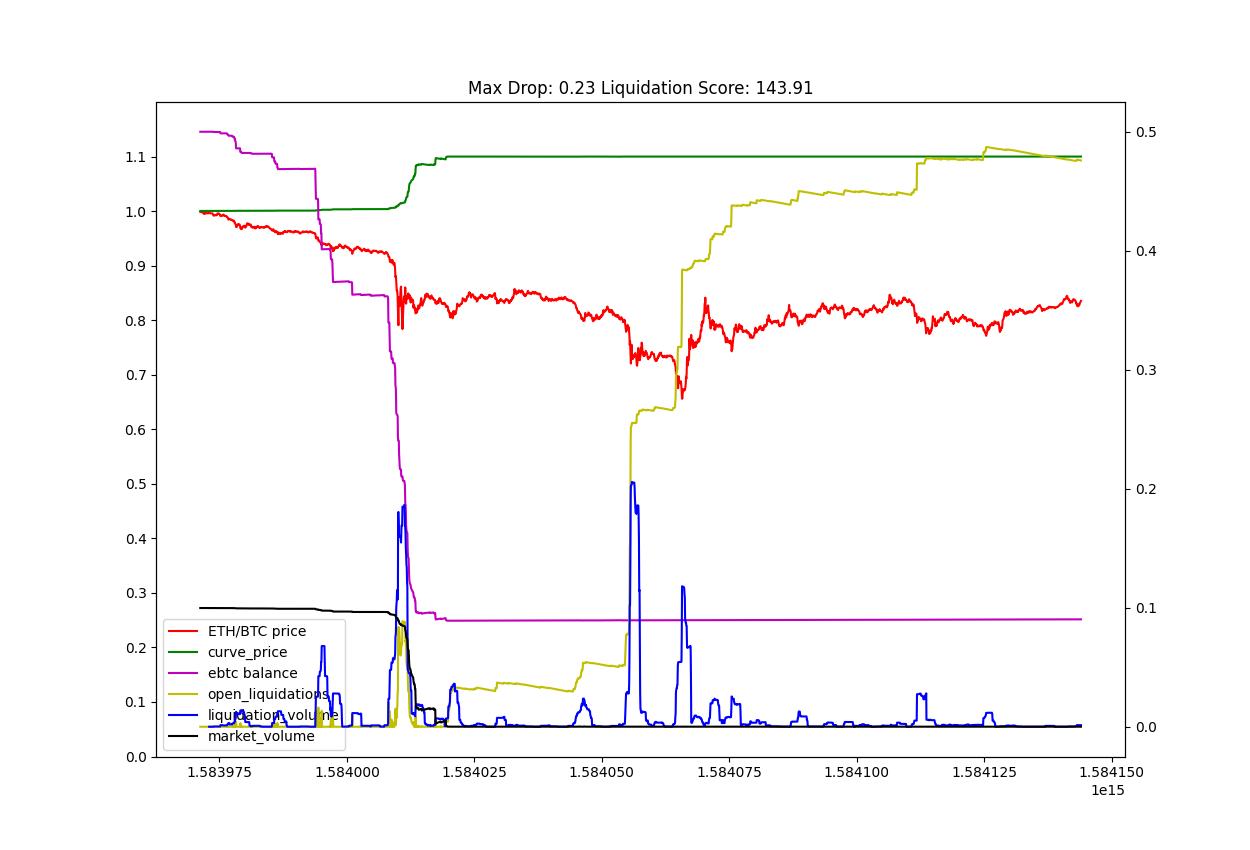 Max Drop: 0.23 Liquidation Score: 143.91
1.1
1.0
0.9
0.8
0.7
0.6
0.5
0.4
0.3
0.2
0.1
0.0
0.5
0.4
0.3
0.2
0.1
0.0
ETH/BTC price
curve_price
ebtc balance
open_liquidations
liquidation_volume
market_volume
1.583975 1.584000 1.584025 1.584050 1.584075 1.584100 1.584125 1.584150
1e15